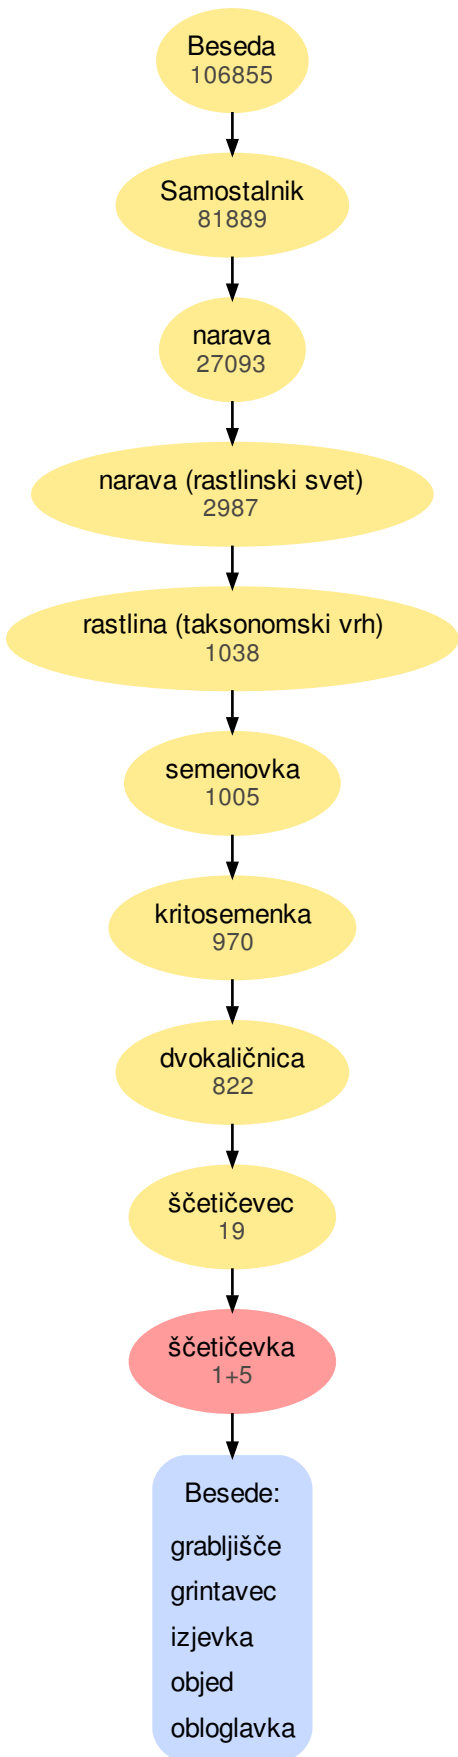 Beseda
106855
Samostalnik
81889
narava
27093
narava (rastlinski svet)
2987
rastlina (taksonomski vrh)
1038
semenovka
1005
kritosemenka
970
dvokaličnica
822
ščetičevec
19
ščetičevka
1+5
Besede:
grabljišče
grintavec
izjevka
objed
obloglavka